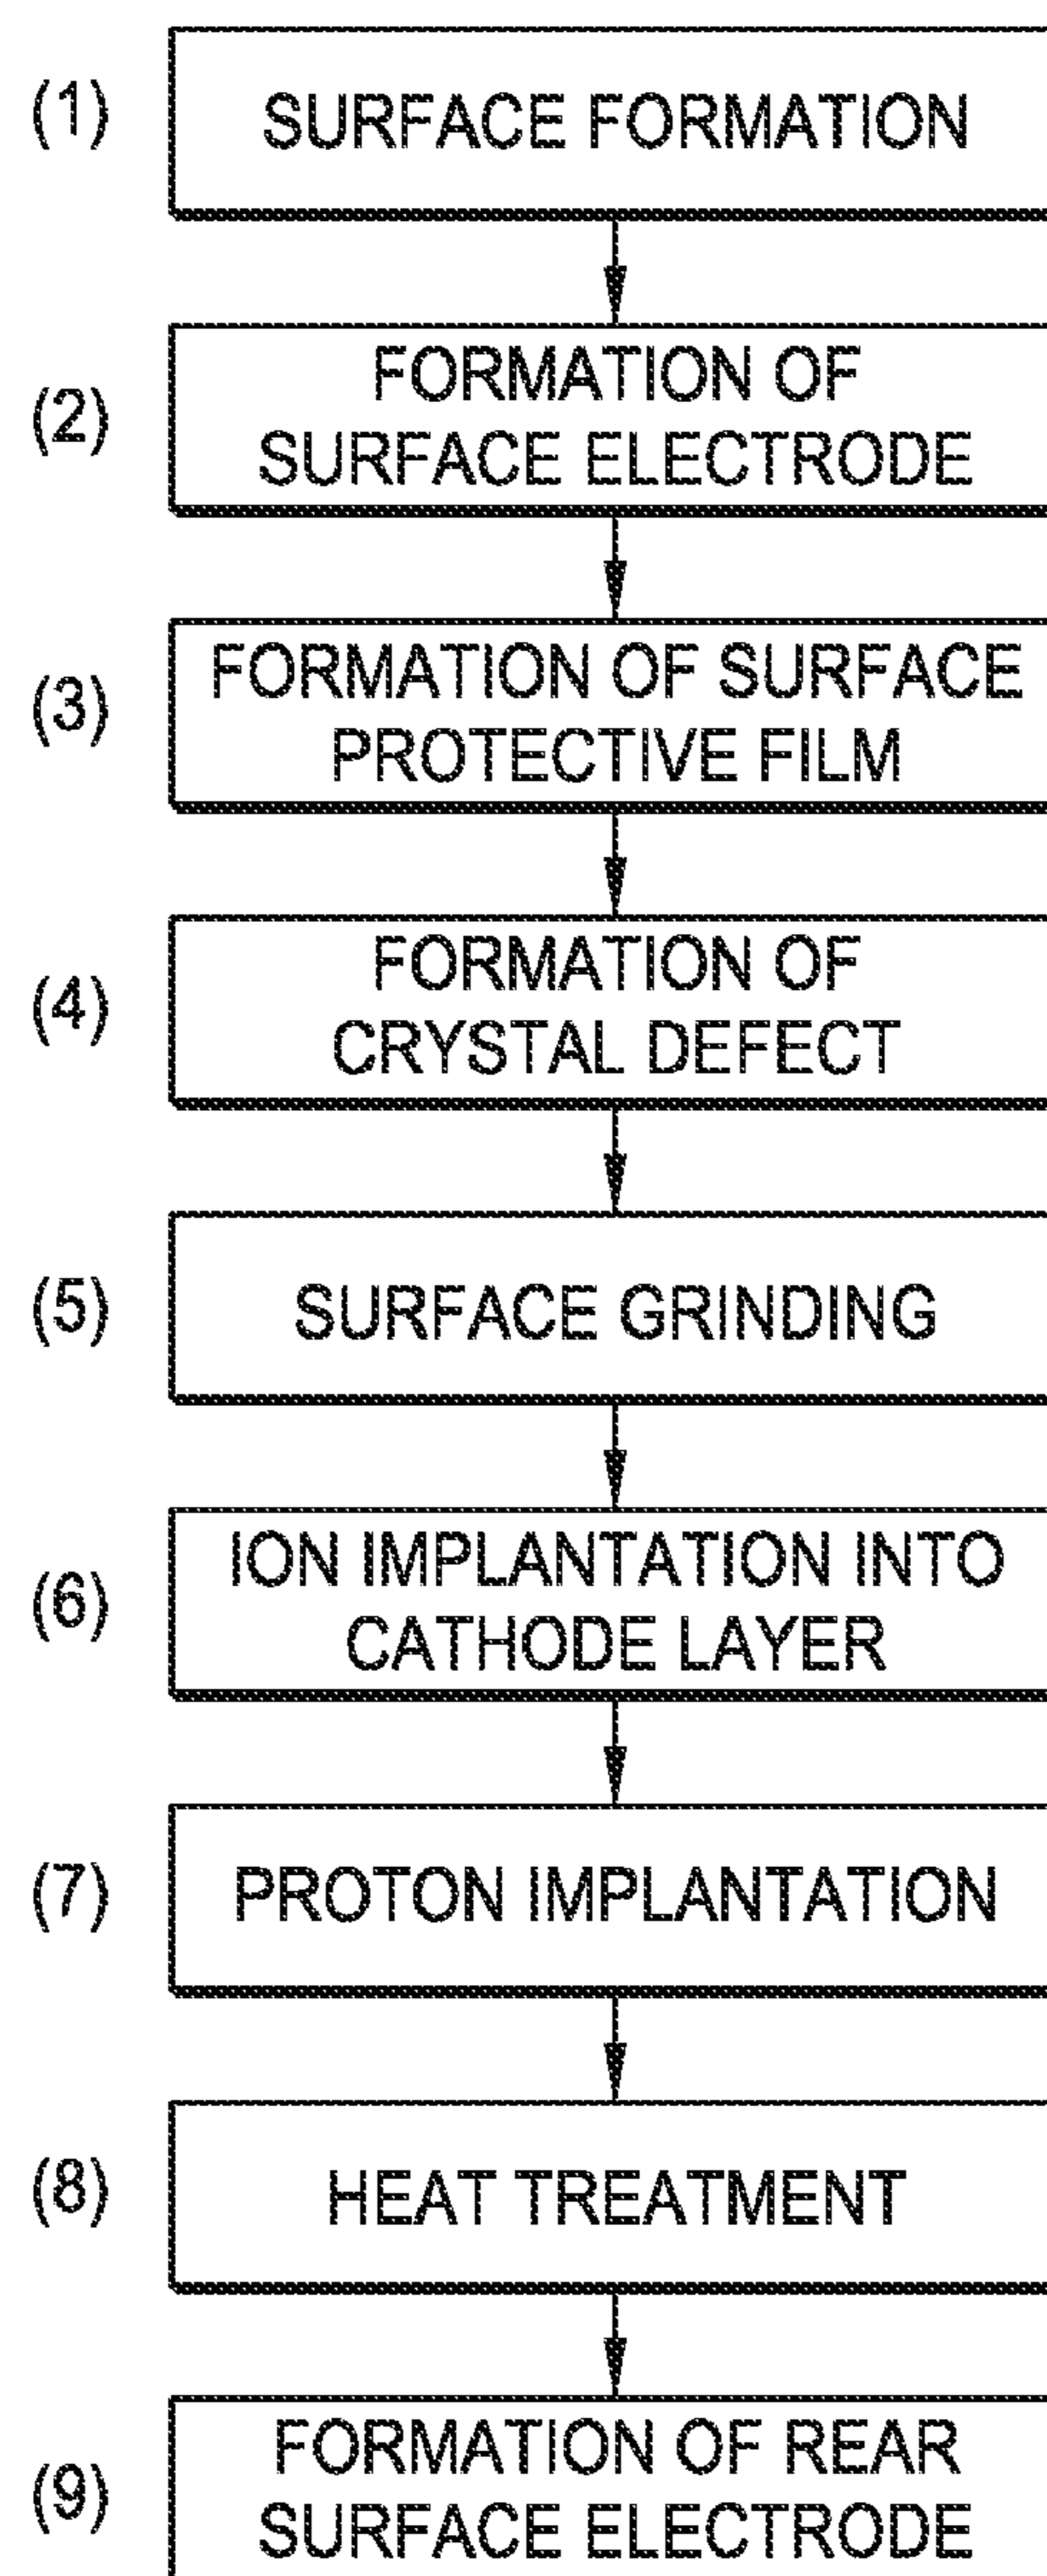 (1) SURFACE FORMATION
(2) FORMATION OF
SURFACE ELECTRODE
(3) FORMATION OF SURFACE
PROTECTIVE FILM
(4) FORMATION OF
CRYSTAL DEFECT
(5) SURFACE GRINDING
(6) ION IMPLANTATION INTO
CATHODE LAYER
(7) PROTON IMPLANTATION
(8) HEAT TREATMENT
(9) FORMATION OF REAR
SURFACE ELECTRODE